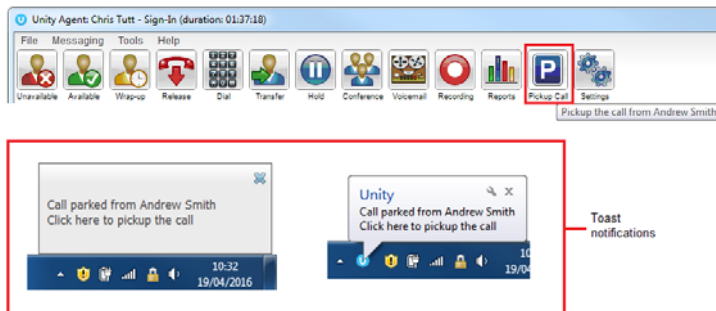 Unity Agent: Chris Tutt - Sign-In (duration: 01:37:18)
File Messaging Tools Help
Unavailable Available Wrap-up Release Dial Transfer Hold Conference Voicemail Recording Reports Pickup Call Settings
P
Pickup the call from Andrew Smith
Call parked from Andrew Smith
Click here to pickup the call
10:32
19/04/2016
Unity
Call parked from Andrew Smith
Click here to pickup the call
10
19/04
Toast
notifications